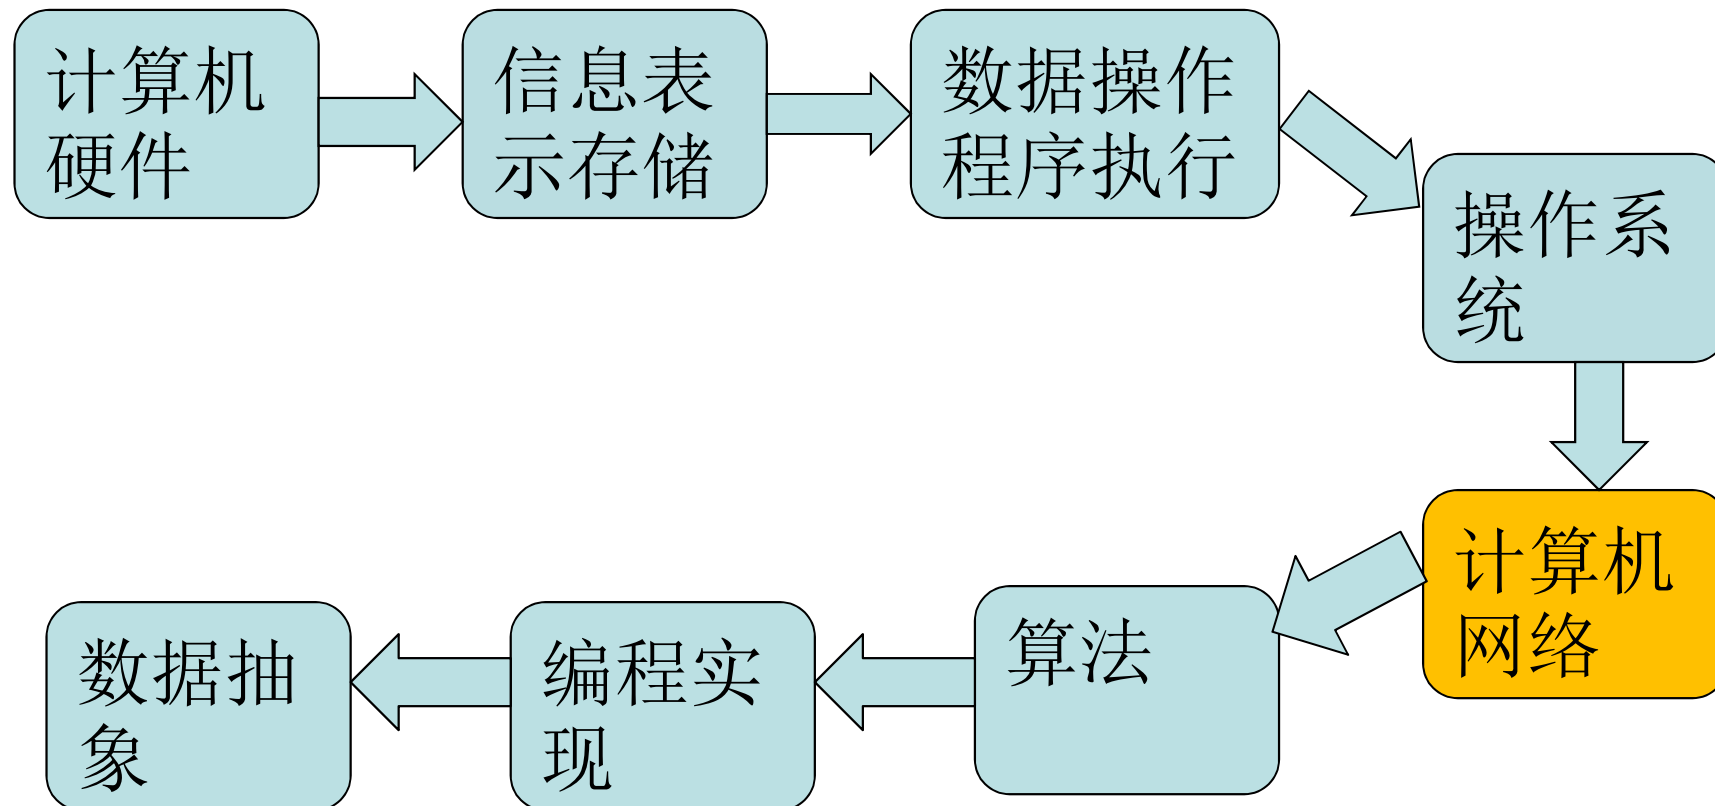 计算机
硬件
信息表
示存储
数据操作
程序执行
操作系
统
计算机
网络
算法
编程实
现
数据抽
象